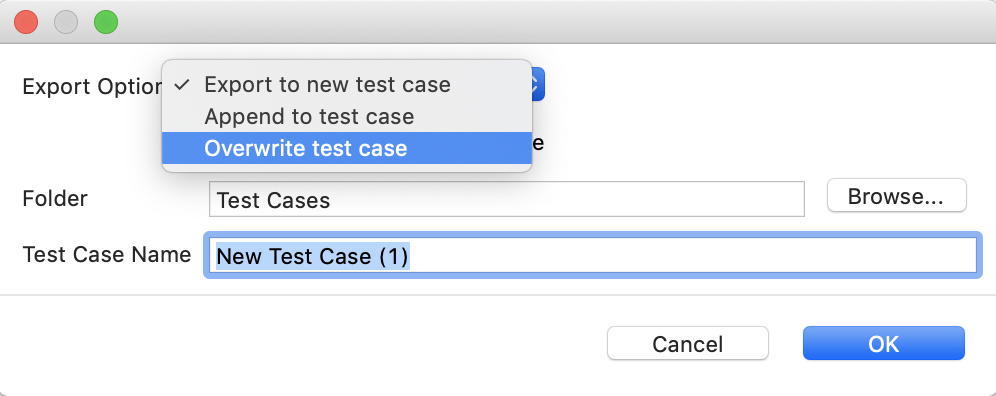 Export Option
Export to new test case
Append to test case
Overwrite test case
Folder
Test Cases
Browse...
Test Case Name
New Test Case (1)
Cancel
OK